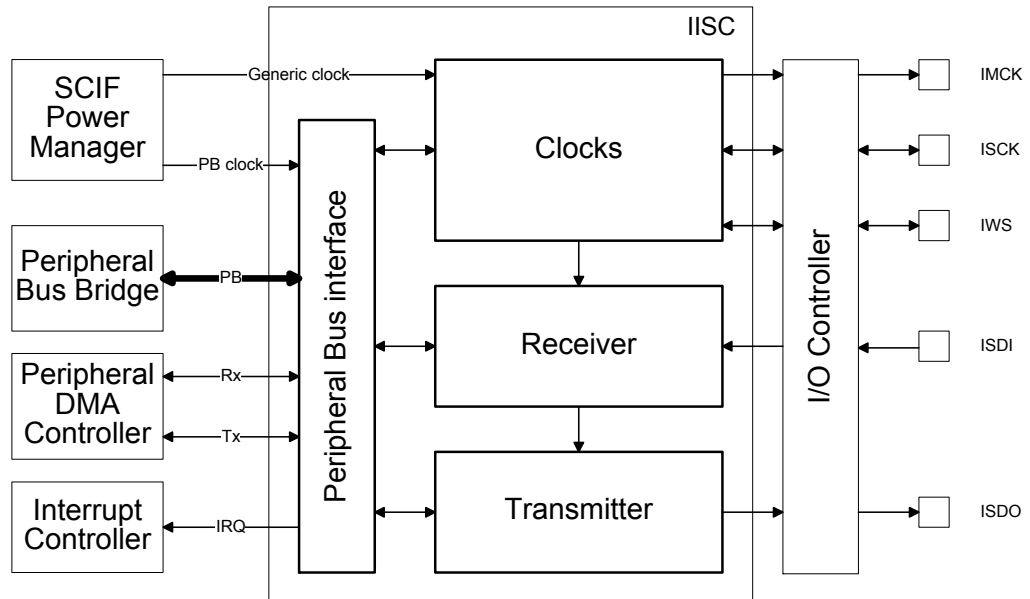 IISC
SCIF
Power
Manager
Generic clock
PB clock
Clocks
IMCK
ISCK
IWS
Peripheral
Bus Bridge
PB
Peripheral Bus interface
Receiver
I/O Controller
ISDI
Peripheral
DMA
Controller
Rx
Tx
Interrupt
Controller
IRQ
Transmitter
ISDO